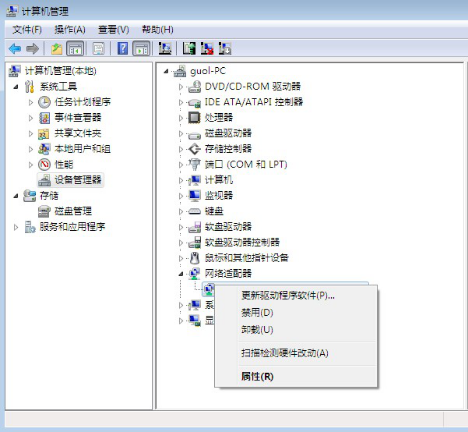 计算机管理
文件(F) 操作(A) 查看(V) 帮助(H)
计算机管理(本地)
系统工具
任务计划程序
事件查看器
共享文件夹
本地用户和组
性能
设备管理器
存储
磁盘管理
服务和应用程序
guol-PC
DVD/CD-ROM 驱动器
IDE ATA/ATAPI 控制器
处理器
磁盘驱动器
存储控制器
端口 (COM 和 LPT)
计算机
监视器
键盘
软盘驱动器
软盘驱动器控制器
鼠标和其他指针设备
网络适配器
系
显
更新驱动程序软件(P)...
禁用(D)
卸载(U)
扫描检测硬件改动(A)
属性(R)